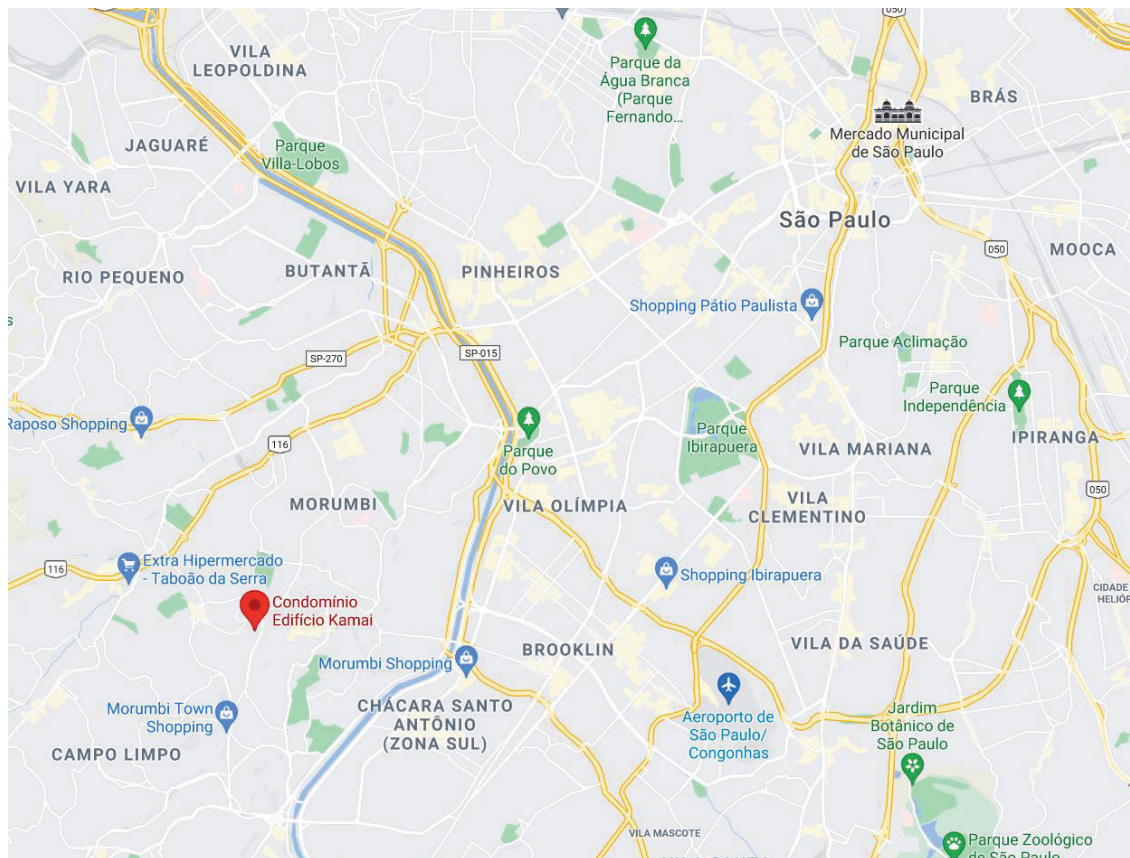 050
VILA
LEOPOLDINA
Parque da
Água Branca
(Parque
Fernando...
BRÁS
Mercado Municipal
de São Paulo
JAGUARÉ
Parque
Villa-Lobos
VILA YARA
São Paulo
050
MOOCA
RIO PEQUENO
BUTANTÃ
PINHEIROS
Shopping Pátio Paulista
s
SP-270
SP-015
Parque Aclimação
Parque
Independência
Raposo Shopping
116
Parque
do Povo
Parque
Ibirapuera
VILA MARIANA
IPIRANGA
MORUMBI
VILA OLÍMPIA
VILA
CLEMENTINO
050
116
Extra Hipermercado
- Taboão da Serra
Shopping Ibirapuera
CIDADE
HELIÓP
Condomínio
Edifício Kamai
BROOKLIN
VILA DA SAÚDE
Morumbi Shopping
CHÁCARA SANTO
ANTÔNIO
(ZONA SUL)
Morumbi Town
Shopping
Aeroporto de
São Paulo/
Congonhas
Jardim
Botânico de
São Paulo
CAMPO LIMPO
VILA MASCOTE
Parque Zoológico
de São Paulo